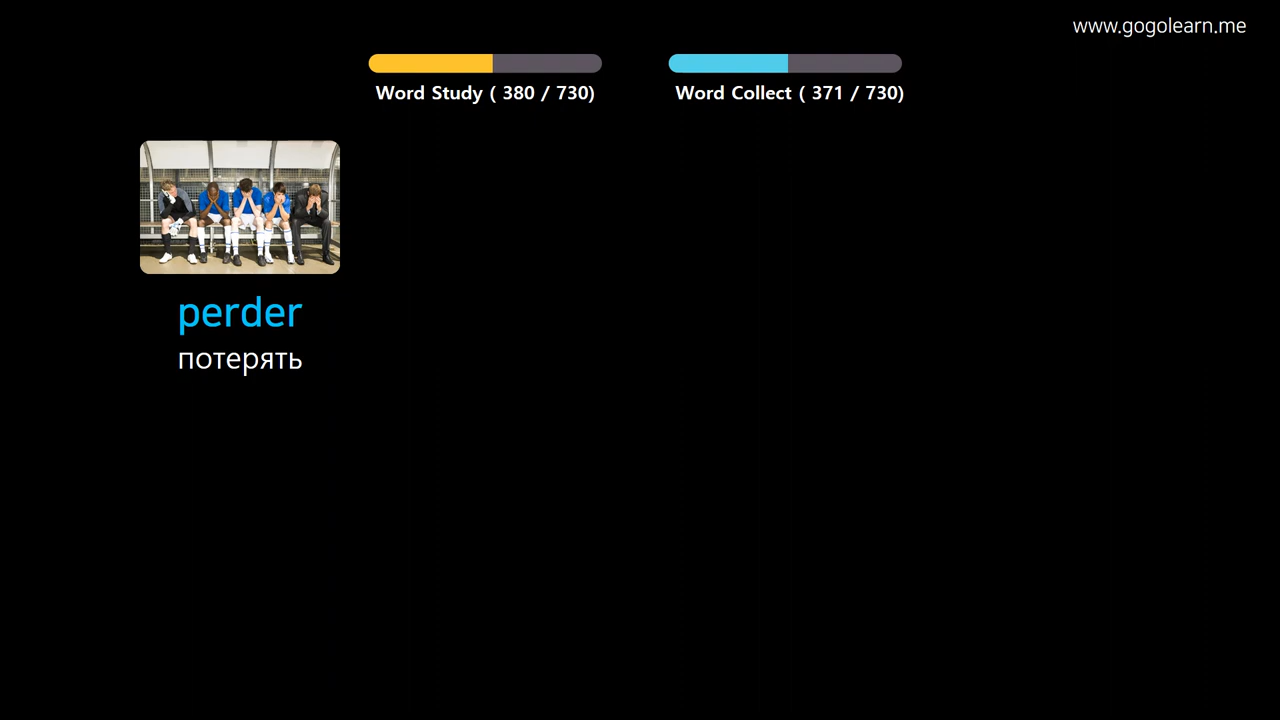 www.gogolearn.me
Word Study ( 380 / 730)
Word Collect ( 371 / 730)
perder
потерять